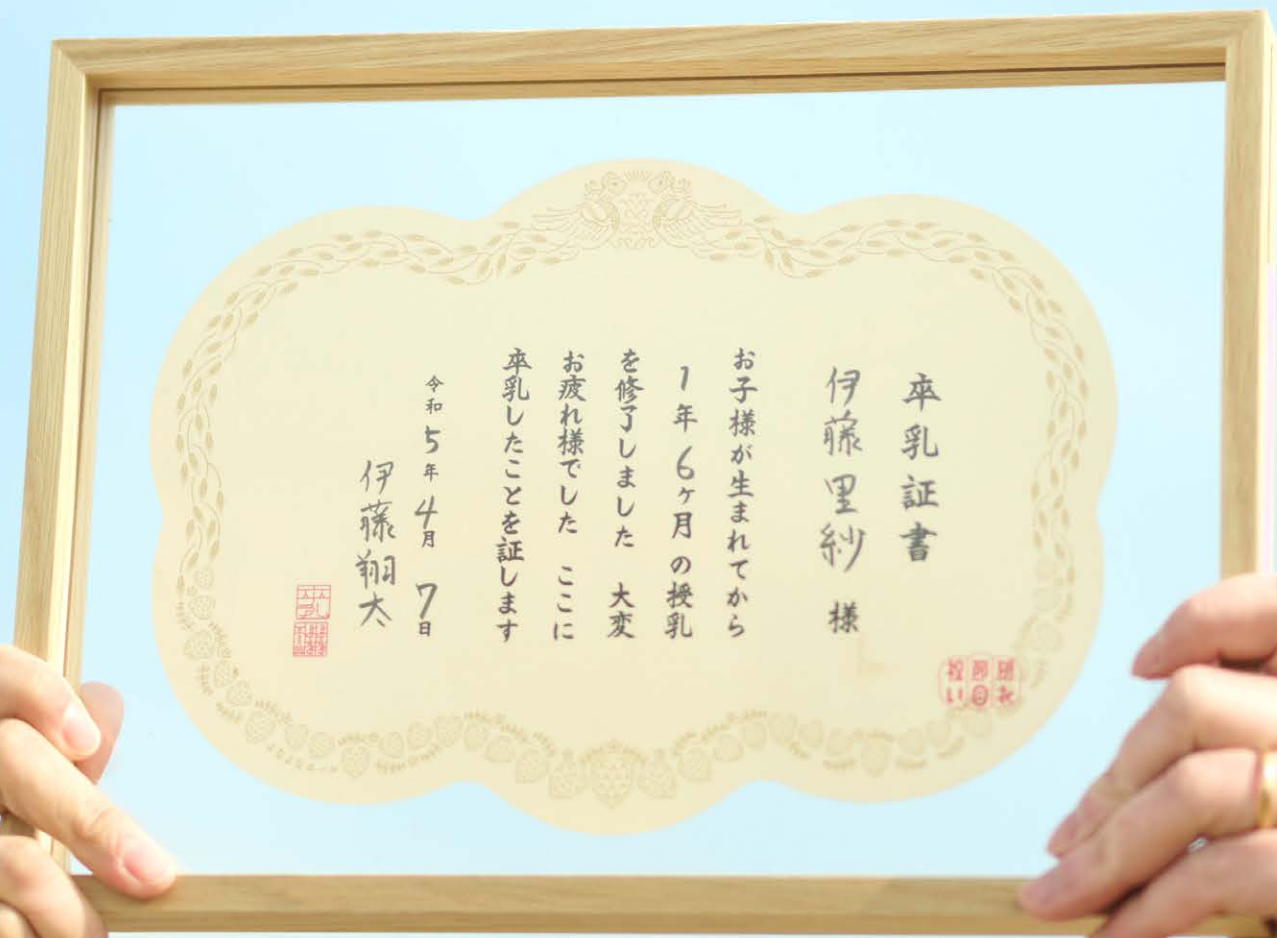 卒乳証書
伊藤里紗 様
お子様が生まれてから
1年6ヶ月の授乳
を修了しました 大変
お疲れ様でした ここに
卒乳したことを証します
令和5年4月7日
伊藤翔太